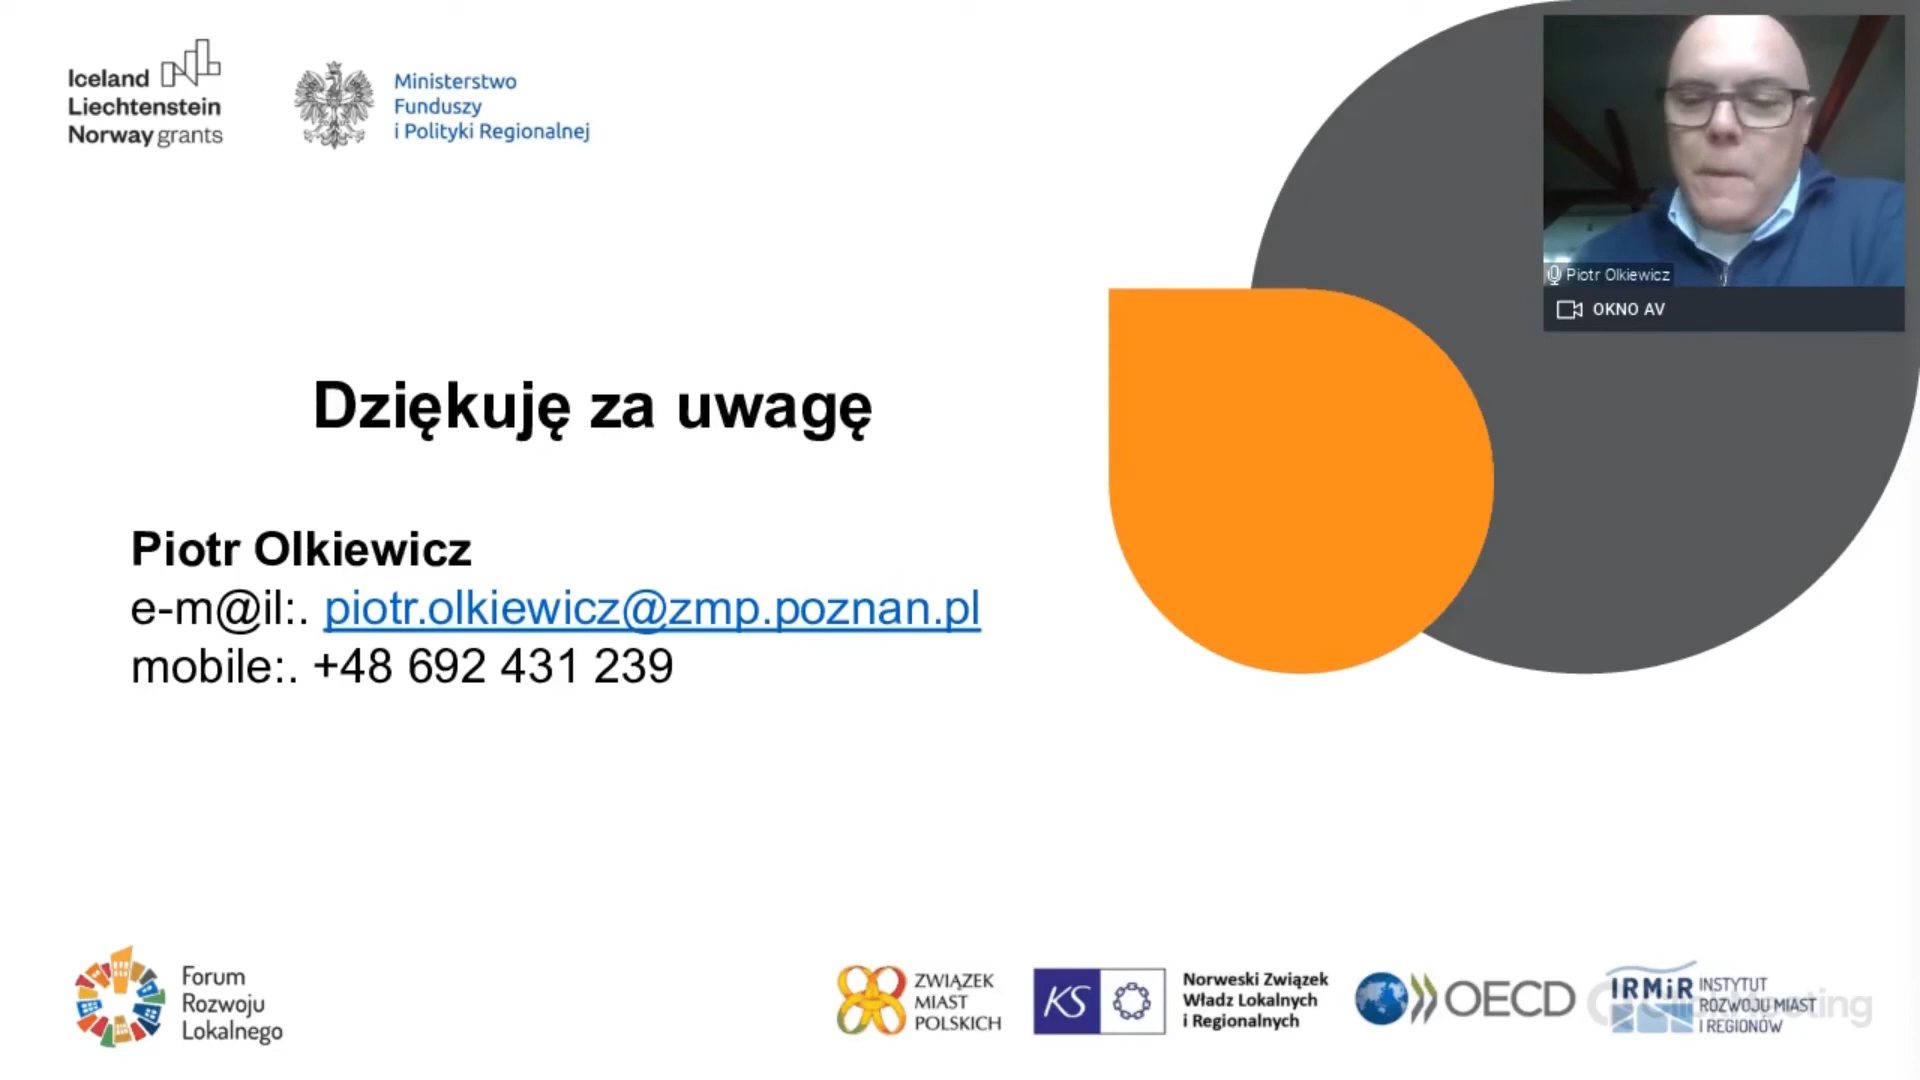 Iceland
Liechtenstein
Norway grants
Ministerstwo
Funduszy
i Polityki Regionalnej
Piotr Olkiewicz
OKNO AV
Dziękuję za uwagę
Piotr Olkiewicz
e-m@il:. piotr.olkiewicz@zmp.poznan.pl
mobile:. +48 692 431 239
Forum
Rozwoju
Lokalnego
ZWIĄZEK
MIAST
POLSKICH
KS
Norweski Związek
Władz Lokalnych
i Regionalnych
OECD
IRMiR
INSTYTUT
ROZWOJU MIAST
I REGIONÓW